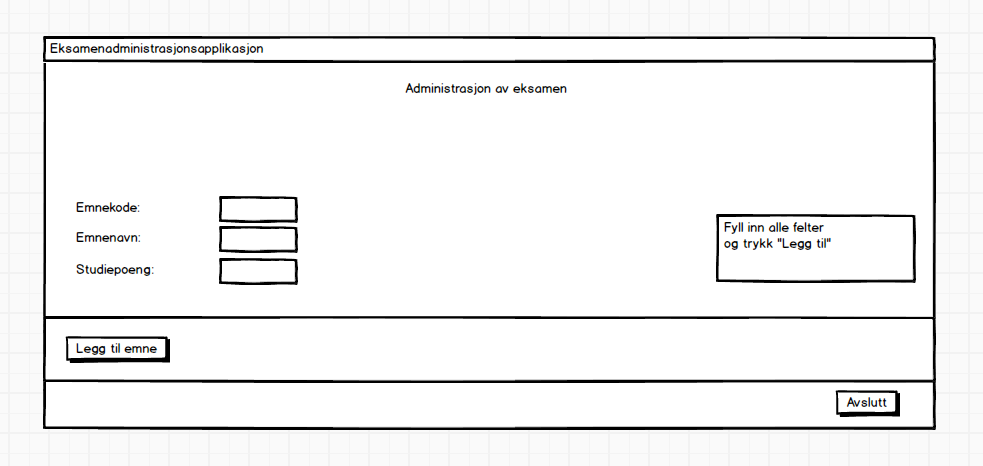 Eksamenadministrasjonsapplikasjon
Administrasjon av eksamen
Emnekode:
Emnenavn:
Studiepoeng:
Fyll inn alle felter
og trykk "Legg til"
Legg til emne
Avslutt